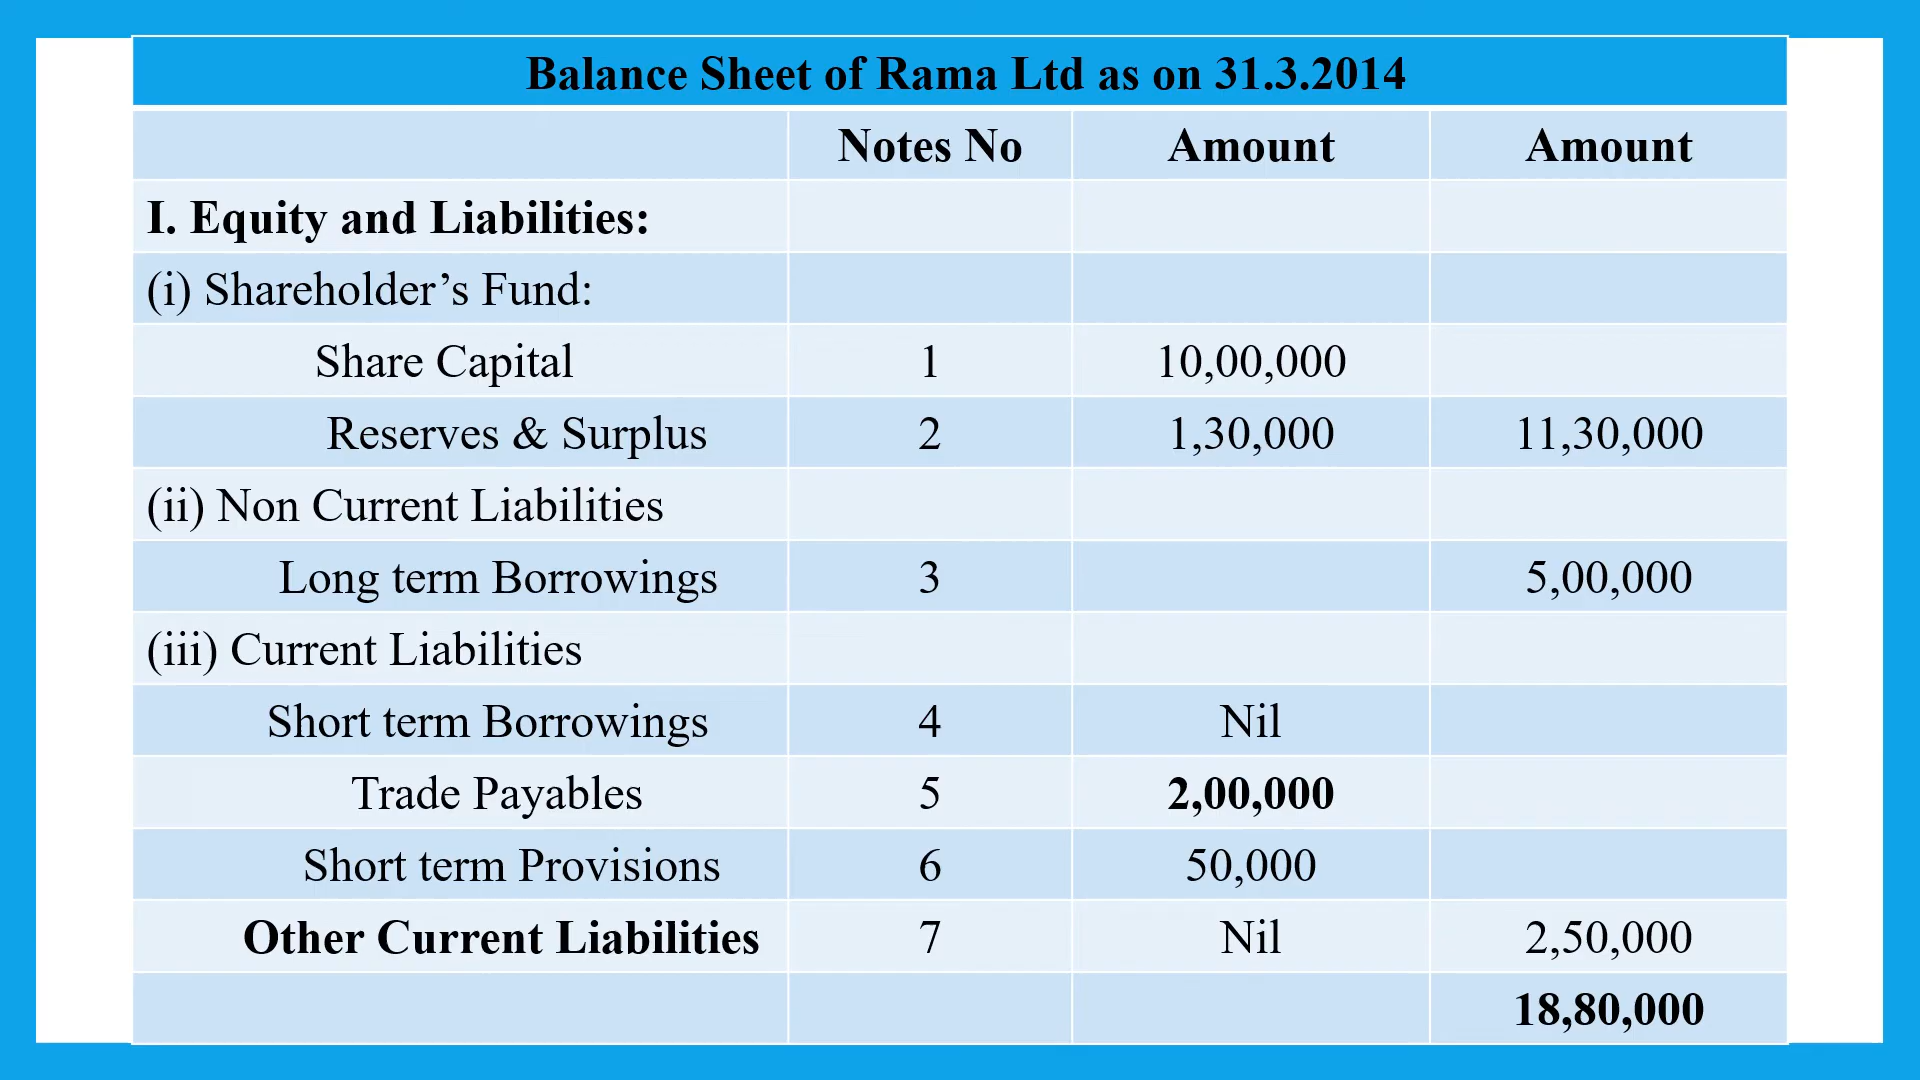 Balance Sheet of Rama Ltd as on 31.3.2014
Notes No Amount Amount
I. Equity and Liabilities:
(i) Shareholder’s Fund:
Share Capital 1 10,00,000
Reserves & Surplus 2 1,30,000 11,30,000
(ii) Non Current Liabilities
Long term Borrowings 3 5,00,000
(iii) Current Liabilities
Short term Borrowings 4 Nil
Trade Payables 5 2,00,000
Short term Provisions 6 50,000
Other Current Liabilities 7 Nil 2,50,000
18,80,000